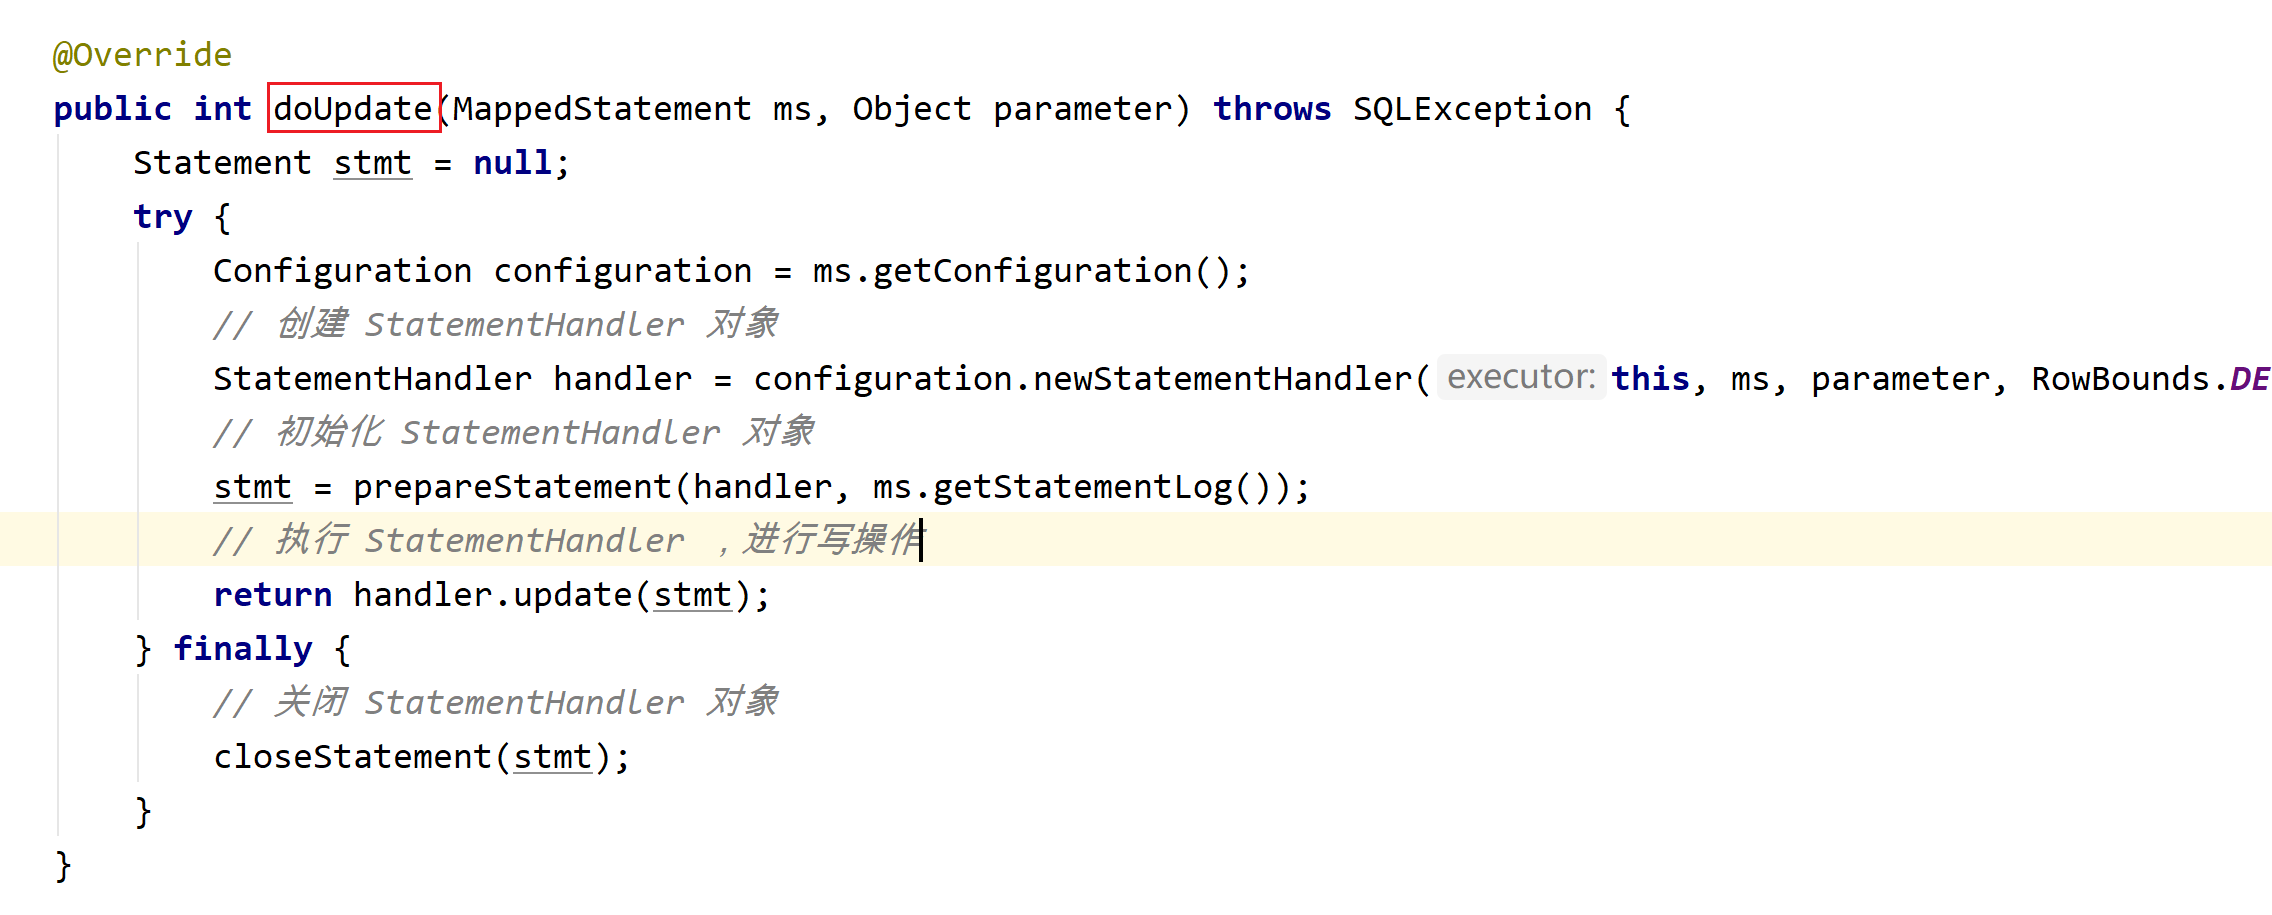 @Override
public int doUpdate(MappedStatement ms, Object parameter) throws SQLException {
Statement stmt = null;
try {
Configuration configuration = ms.getConfiguration();
// 创建 StatementHandler 对象
StatementHandler handler = configuration.newStatementHandler( executor: this, ms, parameter, RowBounds.DE
// 初始化 StatementHandler 对象
stmt = prepareStatement(handler, ms.getStatementLog());
// 执行 StatementHandler ，进行写操作
return handler.update(stmt);
} finally {
// 关闭 StatementHandler 对象
closeStatement(stmt);
}
}